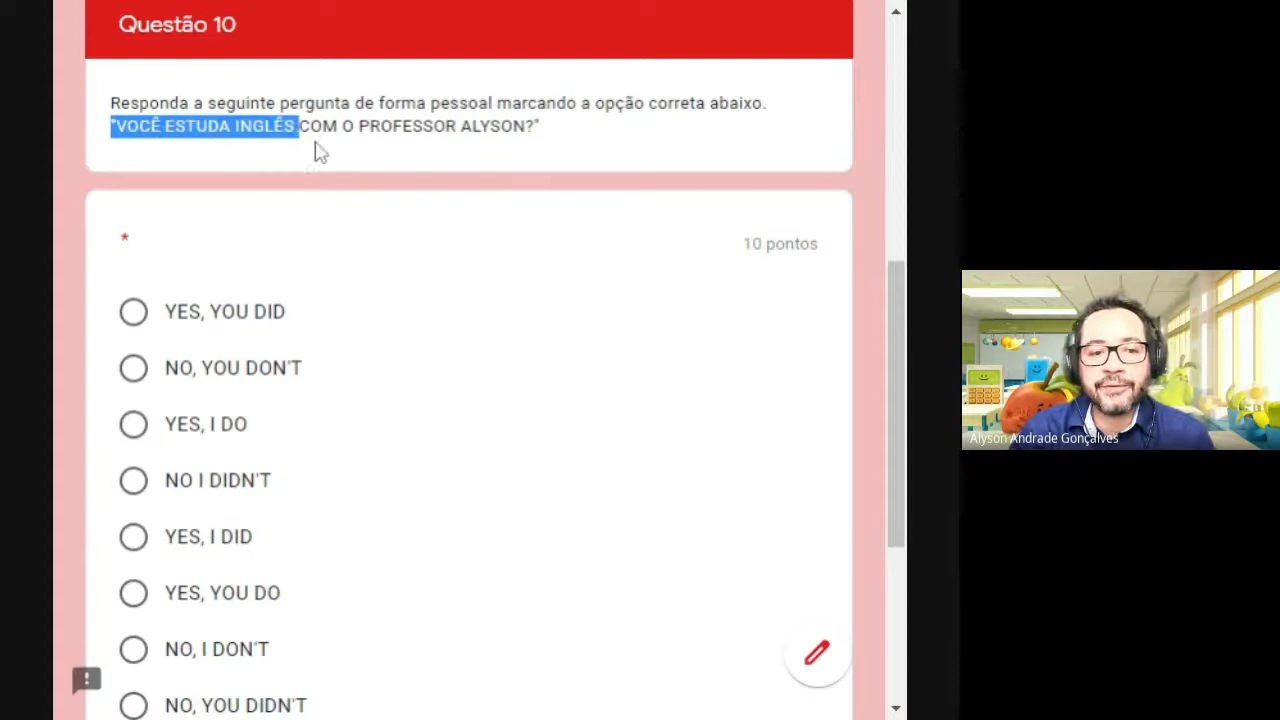 Questão 10
Responda a seguinte pergunta de forma pessoal marcando a opção correta abaixo.
"VOCÊ ESTUDA INGLÊS COM O PROFESSOR ALYSON?"
*
10 pontos
YES, YOU DID
NO, YOU DON'T
YES, I DO
NO I DIDN'T
YES, I DID
YES, YOU DO
NO, I DON'T
NO, YOU DIDN'T
Alyson Andrade Gonçalves